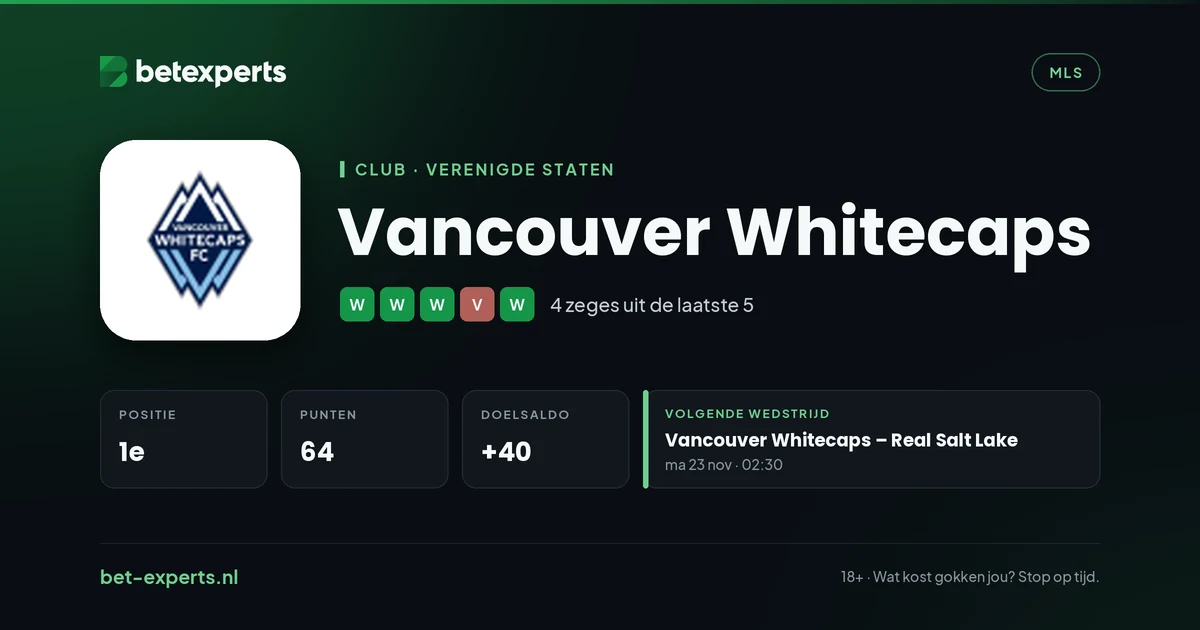 betexperts
MLS
CLUB · VERENIGDE STATEN
Vancouver Whitecaps
VANCOUVER
WHITECAPS
FC
W W W V W 4 zeges uit de laatste 5
POSITIE
1e
PUNTEN
64
DOELSALDO
+40
VOLGENDE WEDSTRIJD
Vancouver Whitecaps – Real Salt Lake
ma 23 nov · 02:30
bet-experts.nl
18+ · Wat kost gokken jou? Stop op tijd.